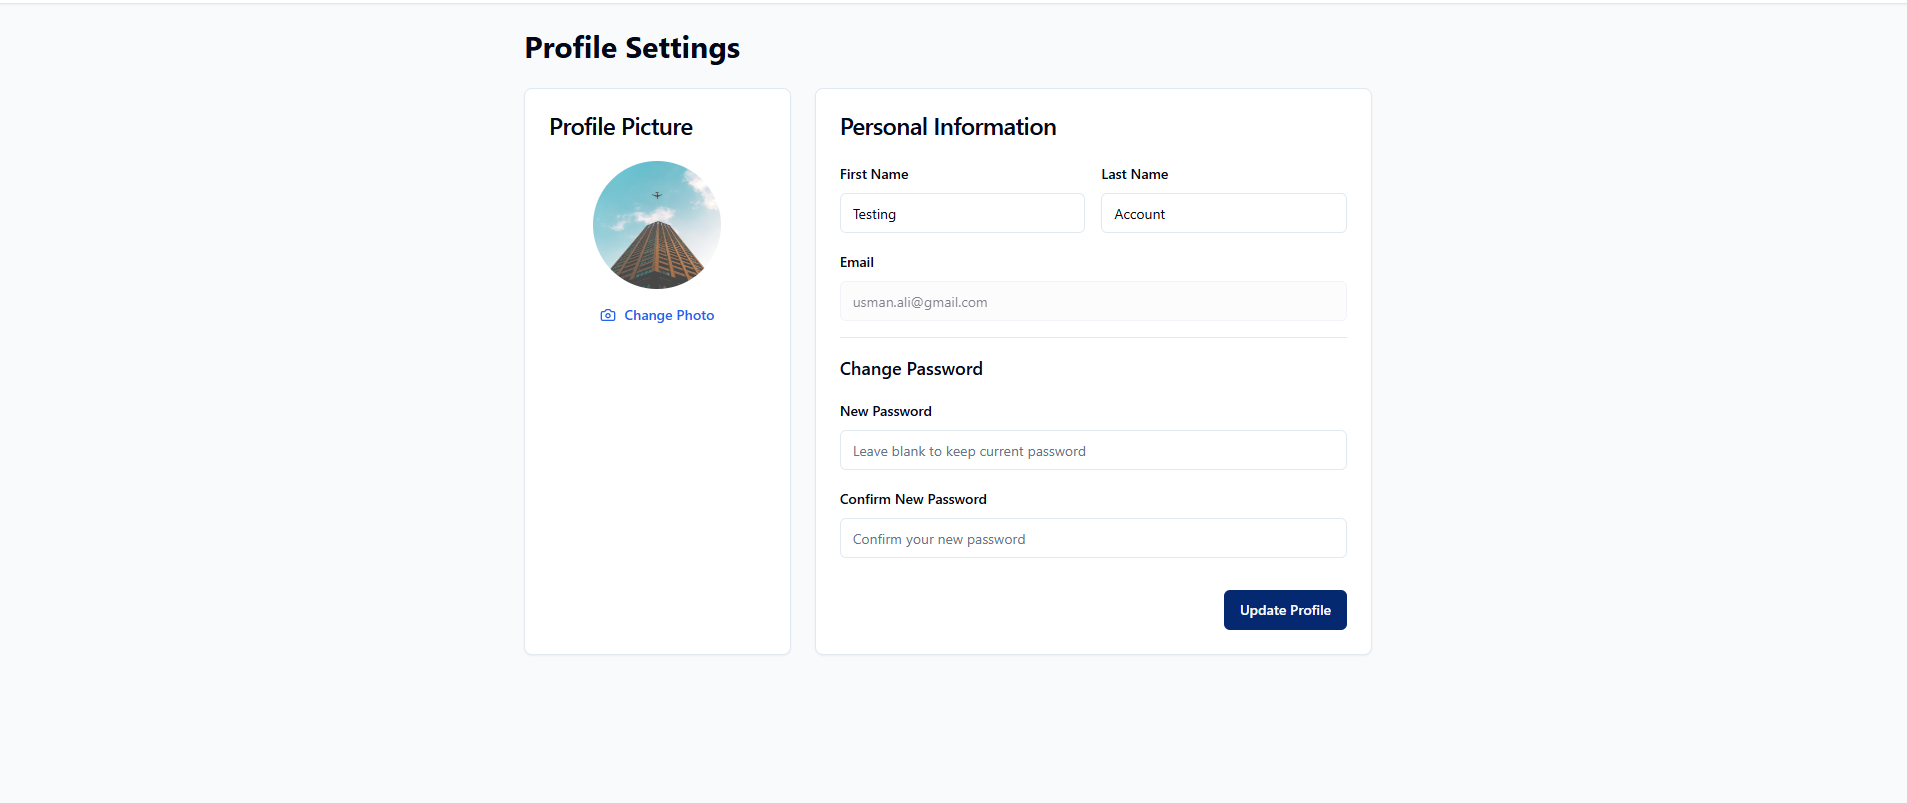 Profile Settings
Profile Picture
Change Photo
Personal Information
First Name
Last Name
Testing
Account
Email
usman.ali@gmail.com
Change Password
New Password
Leave blank to keep current password
Confirm New Password
Confirm your new password
Update Profile